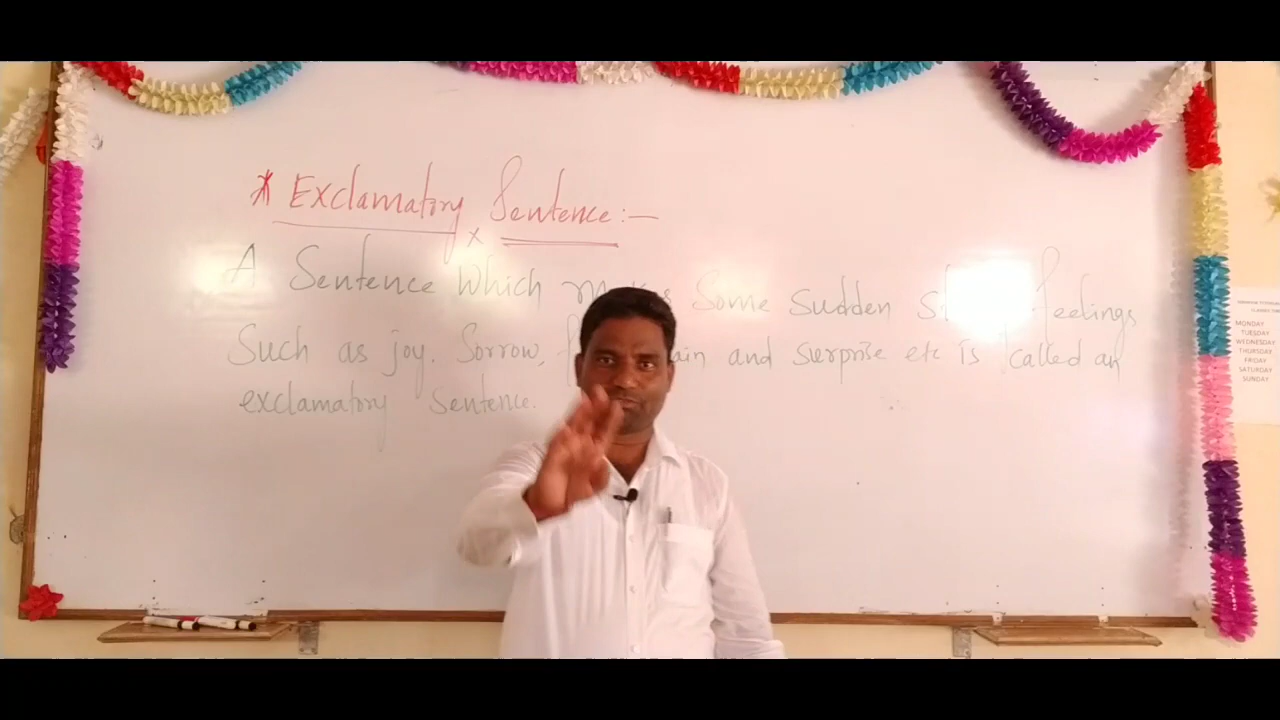 * Exclamatory Sentence:-
A Sentence Which Some sudden feelings
Such as joy. Sorrow, and surprise etc is called an
exclamatory sentence.
MONDAY
TUESDAY
WEDNESDAY
THURSDAY
FRIDAY
SATURDAY
SUNDAY